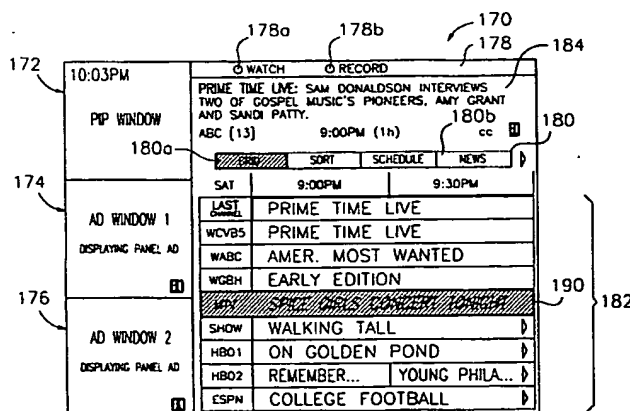 170
178a
178b
178
184
172
10:03PM
PIP WINDOW
WATCH
RECORD
PRIME TIME LIVE: SAM DONALDSON INTERVIEWS
TWO OF GOSPEL MUSIC'S PIONEERS, AMY GRANT
AND SANDI PATTY.
ABC [13]
9:00PM (1h)
cc
180b
180
180a
GRID
SORT
SCHEDULE
NEWS
174
AD WINDOW 1
DISPLAYING PANEL AD
SAT
9:00PM
9:30PM
LAST CHANNEL
PRIME TIME LIVE
WCVB5
PRIME TIME LIVE
WABC
AMER. MOST WANTED
WGBH
EARLY EDITION
MTV
SPICE GIRLS CONCERT TONIGHT
190
182
176
AD WINDOW 2
DISPLAYING PANEL AD
SHOW
WALKING TALL
HBO1
ON GOLDEN POND
HBO2
REMEMBER...
YOUNG PHILA...
ESPN
COLLEGE FOOTBALL